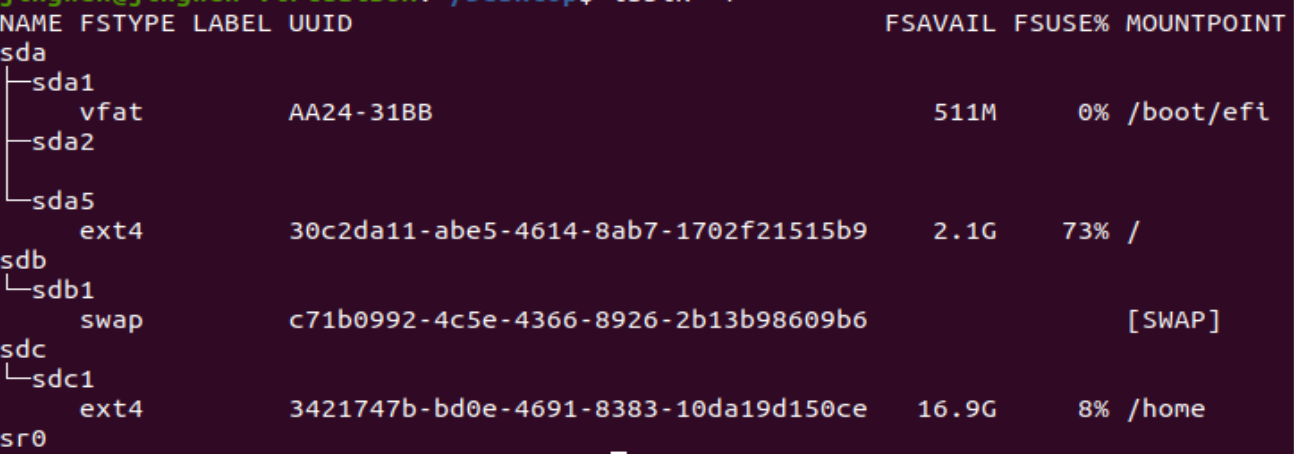 NAME FSTYPE LABEL UUID FSAVAIL FSUSE% MOUNTPOINT
sda
├─sda1
vfat AA24-31BB 511M 0% /boot/efi
├─sda2
└─sda5
ext4 30c2da11-abe5-4614-8ab7-1702f21515b9 2.1G 73% /
sdb
└─sdb1
swap c71b0992-4c5e-4366-8926-2b13b98609b6 [SWAP]
sdc
└─sdc1
ext4 3421747b-bd0e-4691-8383-10da19d150ce 16.9G 8% /home
sr0